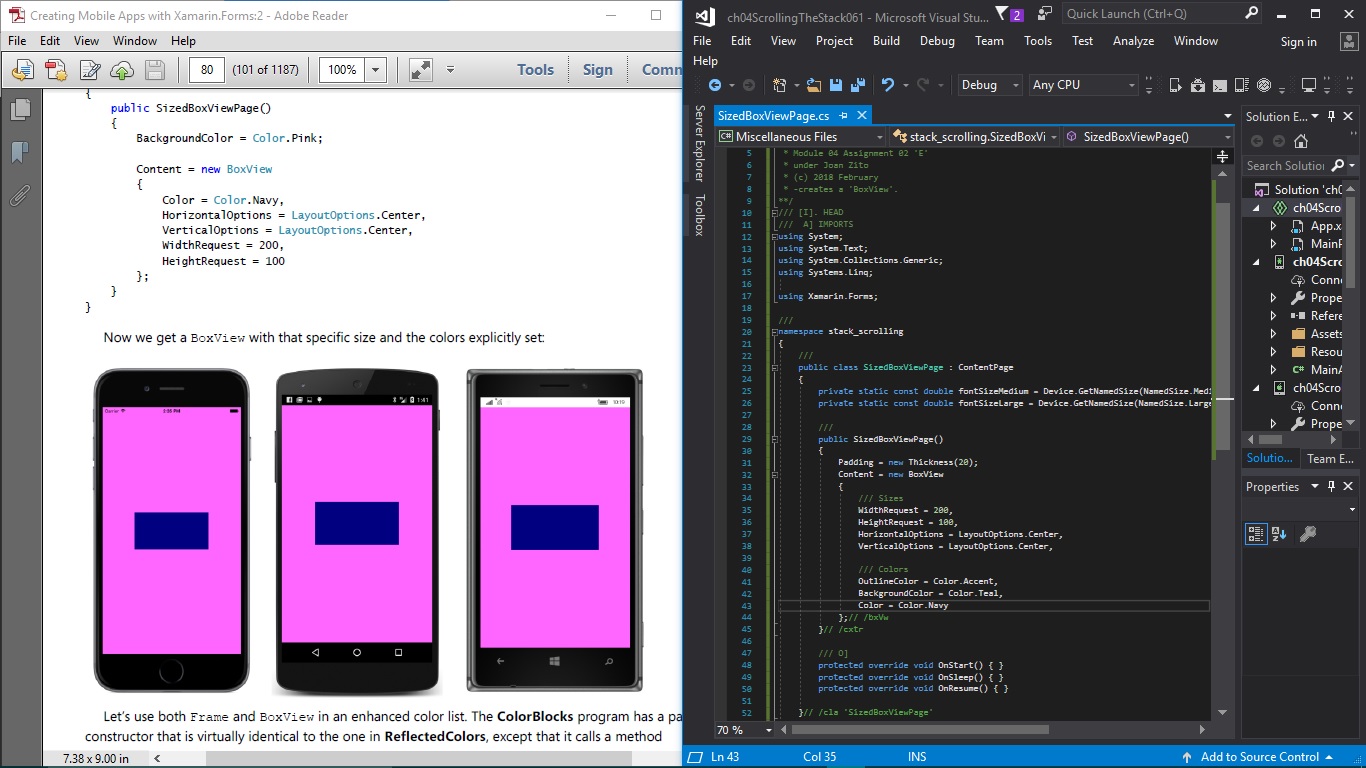 Creating Mobile Apps with Xamarin.Forms:2 - Adobe Reader
File Edit View Window Help
80 (101 of 1187) 100% Tools Sign Comm
{
public SizedBoxViewPage()
{
BackgroundColor = Color.Pink;
Content = new BoxView
{
Color = Color.Navy,
HorizontalOptions = LayoutOptions.Center,
VerticalOptions = LayoutOptions.Center,
WidthRequest = 200,
HeightRequest = 100
};
}
}
Now we get a BoxView with that specific size and the colors explicitly set:
1:41
10:19
Let's use both Frame and BoxView in an enhanced color list. The ColorBlocks program has a pa
constructor that is virtually identical to the one in ReflectedColors, except that it calls a method
7.38 x 9.00 in
ch04ScrollingTheStack061 - Microsoft Visual Stu...
2
Quick Launch (Ctrl+Q)
File Edit View Project Build Debug Team Tools Test Analyze Window
Sign in
Help
Debug Any CPU
Server Explorer
Toolbox
SizedBoxViewPage.cs
Miscellaneous Files stack_scrolling.SizedBoxVi SizedBoxViewPage()
5 * Module 04 Assignment 02 'E'
6 * under Joan Zito
7 * (c) 2018 February
8 * -creates a 'BoxView'.
9 **/
10 /// [I]. HEAD
11 /// A] IMPORTS
12 using System;
13 using System.Text;
14 using System.Collections.Generic;
15 using Systems.Linq;
16
17 using Xamarin.Forms;
18
19 ///
20 namespace stack_scrolling
21 {
22 ///
23 public class SizedBoxViewPage : ContentPage
24 {
25 private static const double fontSizeMedium = Device.GetNamedSize(NamedSize.Medi
26 private static const double fontSizeLarge = Device.GetNamedSize(NamedSize.Large
27
28 ///
29 public SizedBoxViewPage()
30 {
31 Padding = new Thickness(20);
32 Content = new BoxView
33 {
34 /// Sizes
35 WidthRequest = 200,
36 HeightRequest = 100,
37 HorizontalOptions = LayoutOptions.Center,
38 VerticalOptions = LayoutOptions.Center,
39
40 /// Colors
41 OutlineColor = Color.Accent,
42 BackgroundColor = Color.Teal,
43 Color = Color.Navy
44 };// /bxVw
45 }// /cxtr
46
47 /// O]
48 protected override void OnStart() { }
49 protected override void OnSleep() { }
50 protected override void OnResume() { }
51
52 }// /cla 'SizedBoxViewPage'
70 %
Solution E...
Search Solutio
Solution 'ch0
ch04Scro
App.x
MainP
ch04Scro
Conne
Prope
Refere
Assets
Resou
MainA
ch04Scro
Conne
Prope
Solutio... Team E...
Properties
Ln 43 Col 35 INS Add to Source Control